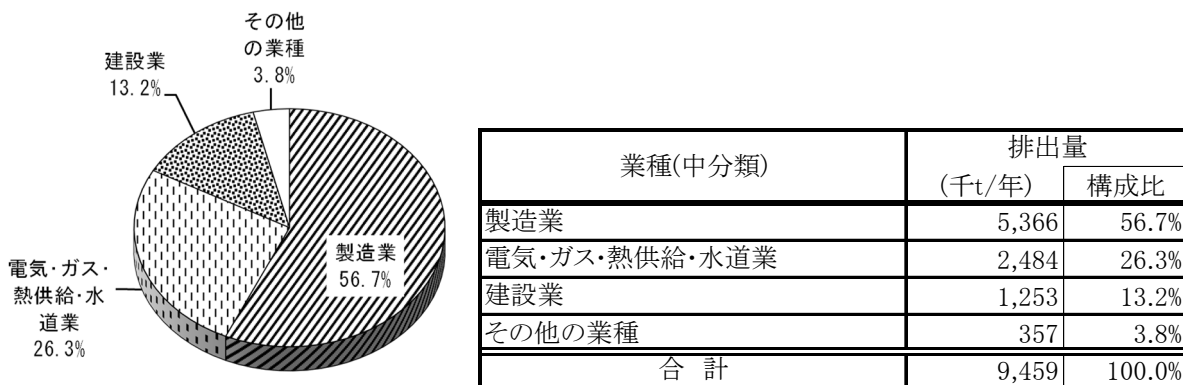 その他
の業種
3.8%
建設業
13.2%
製造業
56.7%
電気・ガス・
熱供給・水
道業
26.3%
業種(中分類) 排出量
(千t/年) 構成比
製造業 5,366 56.7%
電気・ガス・熱供給・水道業 2,484 26.3%
建設業 1,253 13.2%
その他の業種 357 3.8%
合 計 9,459 100.0%